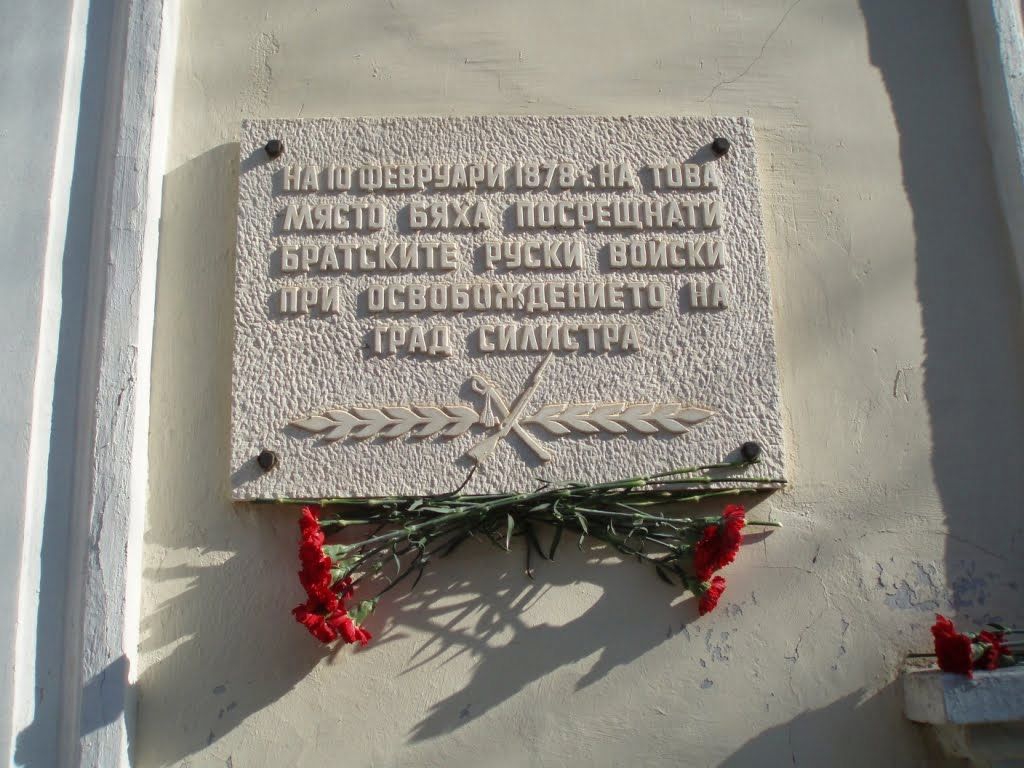 НА 10 ФЕВРУАРИ 1878 г. НА ТОВА
МЯСТО БЯХА ПОСРЕЩНАТИ
БРАТСКИТЕ РУСКИ ВОЙСКИ
ПРИ ОСВОБОЖДЕНИЕТО НА
ГРАД СИЛИСТРА